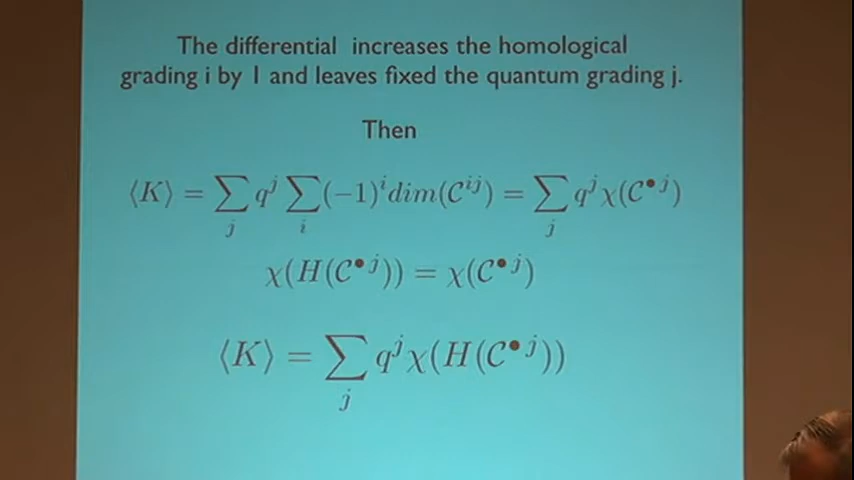 The differential increases the homological
grading i by 1 and leaves fixed the quantum grading j.
Then
⟨K⟩ = ∑_j q^j ∑_i (−1)^i dim(𝒞^{ij}) = ∑_j q^j χ(𝒞^{• j})
χ(H(𝒞^{• j})) = χ(𝒞^{• j})
⟨K⟩ = ∑_j q^j χ(H(𝒞^{• j}))